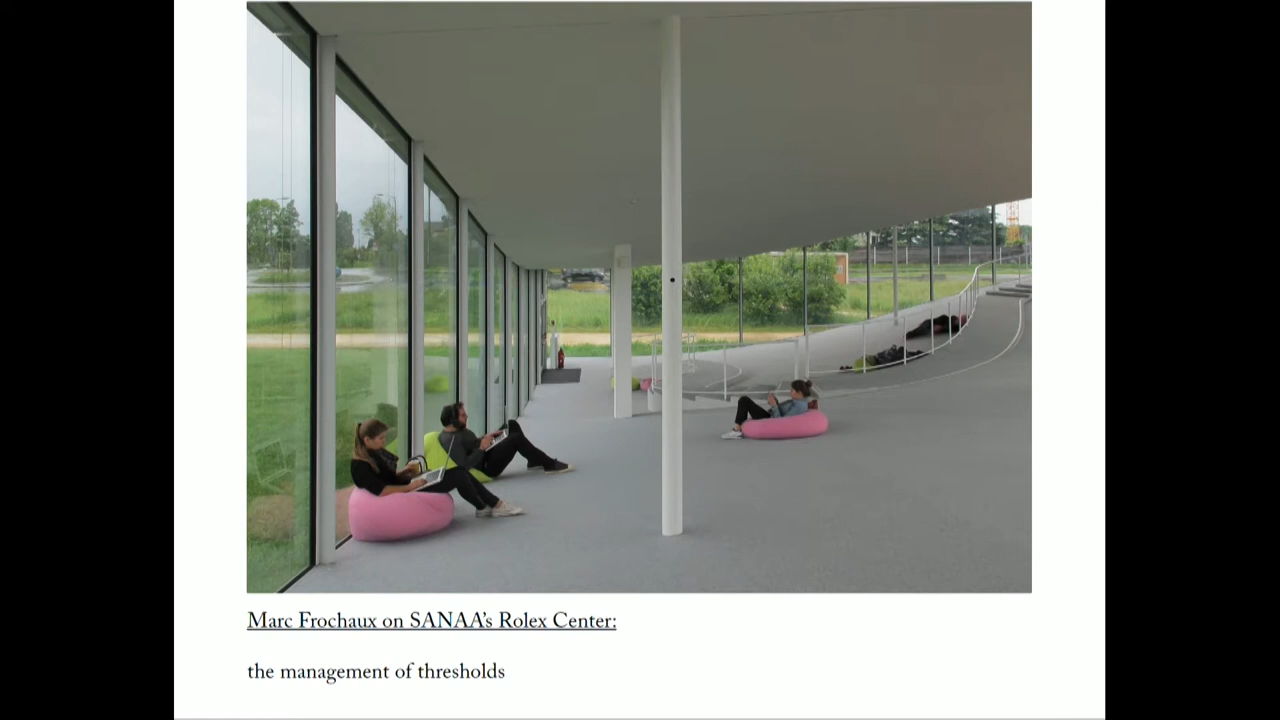 Marc Frochaux on SANAA's Rolex Center:
the management of thresholds